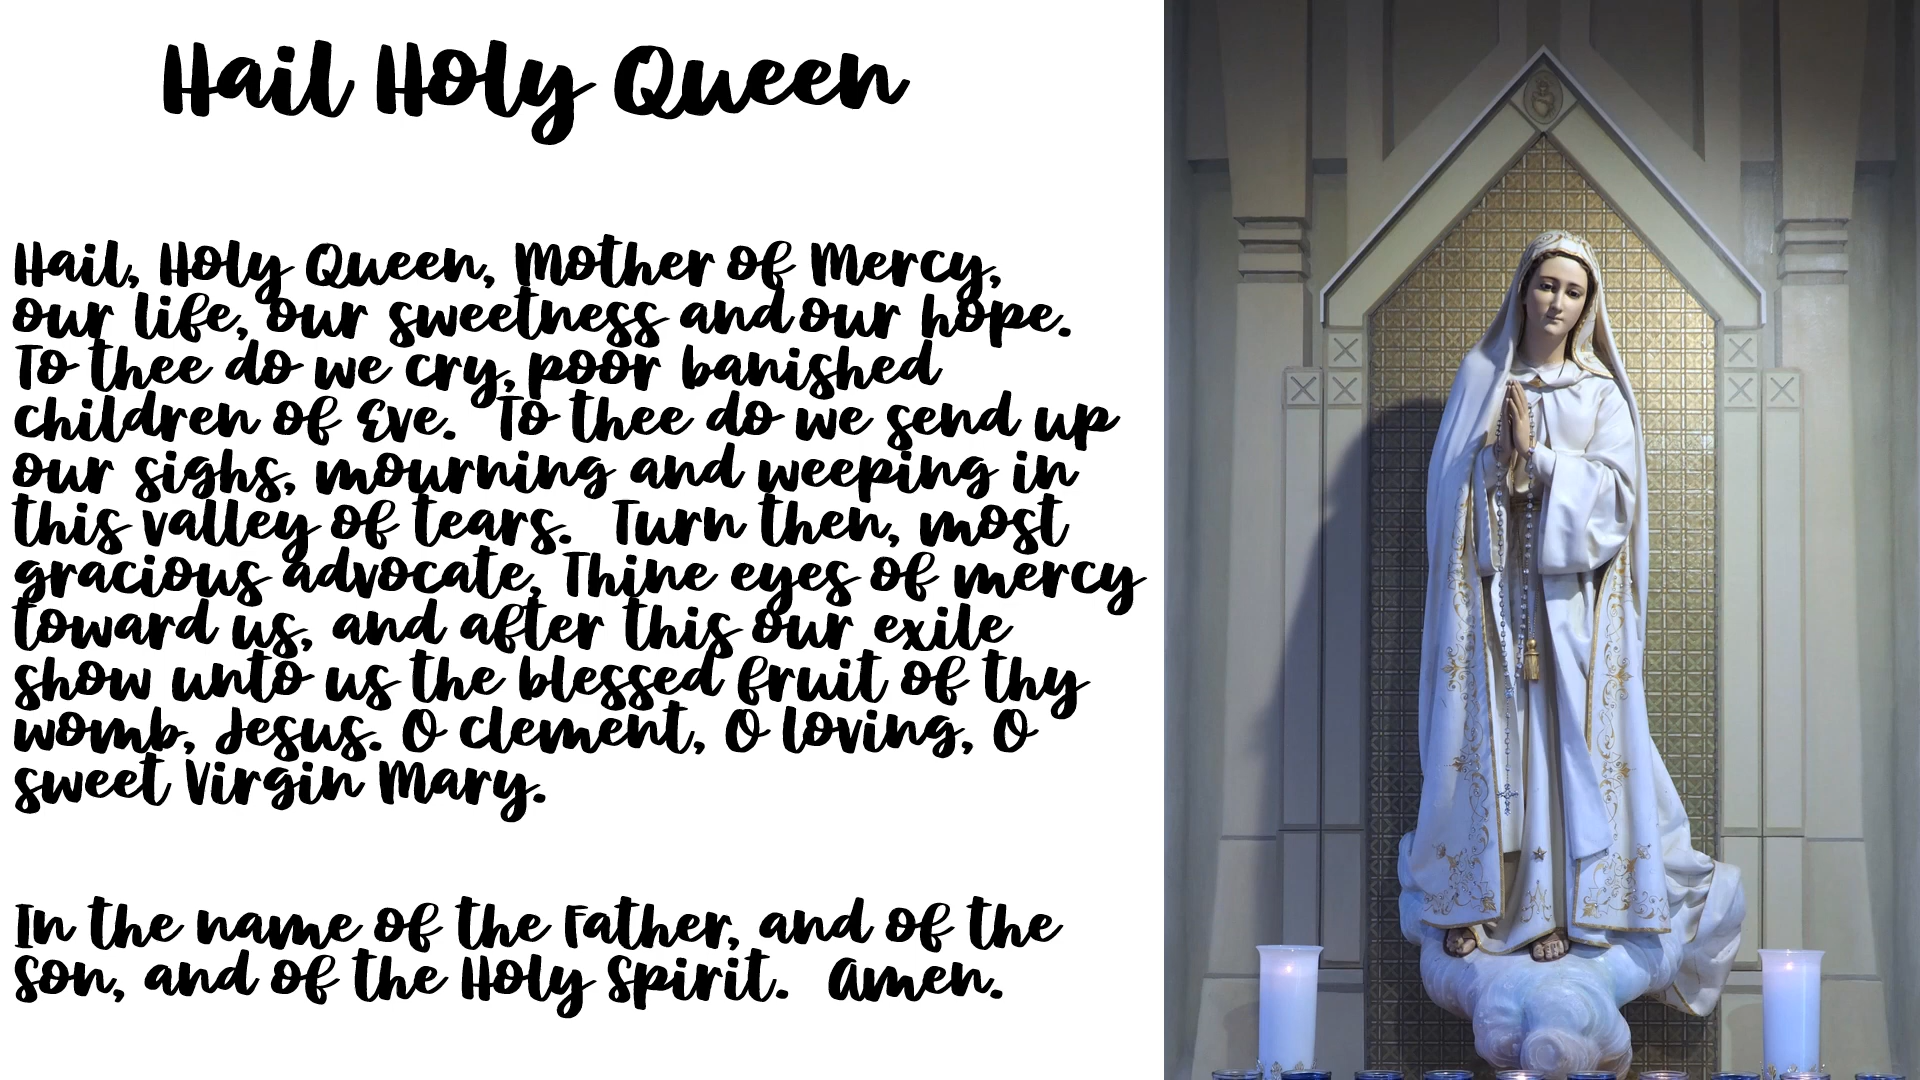 Hail Holy Queen
Hail, Holy Queen, Mother of Mercy,
our life, our sweetness and our hope.
To thee do we cry, poor banished
children of Eve.  To thee do we send up
our sighs, mourning and weeping in
this valley of tears.  Turn then, most
gracious advocate, Thine eyes of mercy
toward us, and after this our exile
show unto us the blessed fruit of thy
womb, Jesus. O clement, O loving, O
sweet Virgin Mary.
In the name of the Father, and of the
Son, and of the Holy Spirit.  Amen.